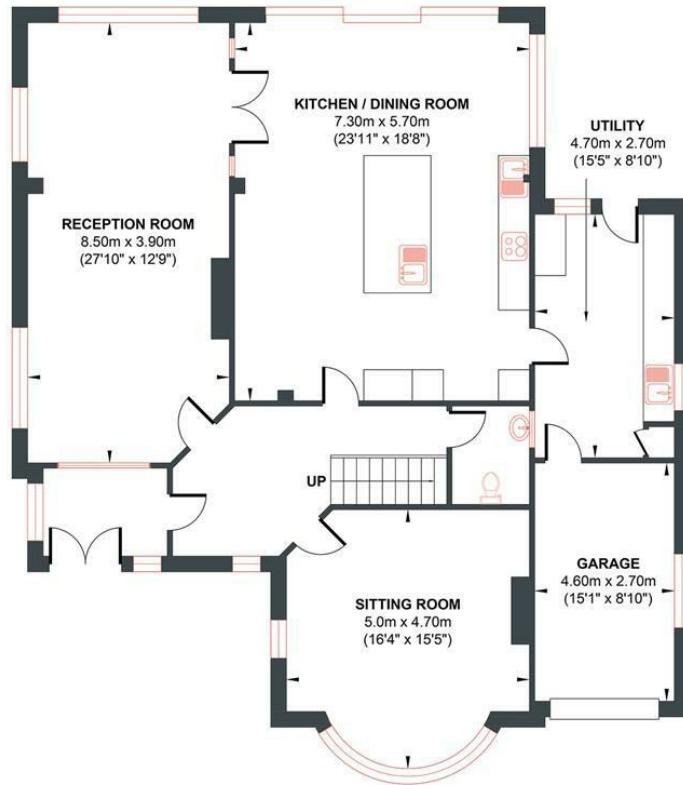 KITCHEN / DINING ROOM
7.30m x 5.70m
(23'11" x 18'8")
UTILITY
4.70m x 2.70m
(15'5" x 8'10")
RECEPTION ROOM
8.50m x 3.90m
(27'10" x 12'9")
UP
GARAGE
4.60m x 2.70m
(15'1" x 8'10")
SITTING ROOM
5.0m x 4.70m
(16'4" x 15'5")